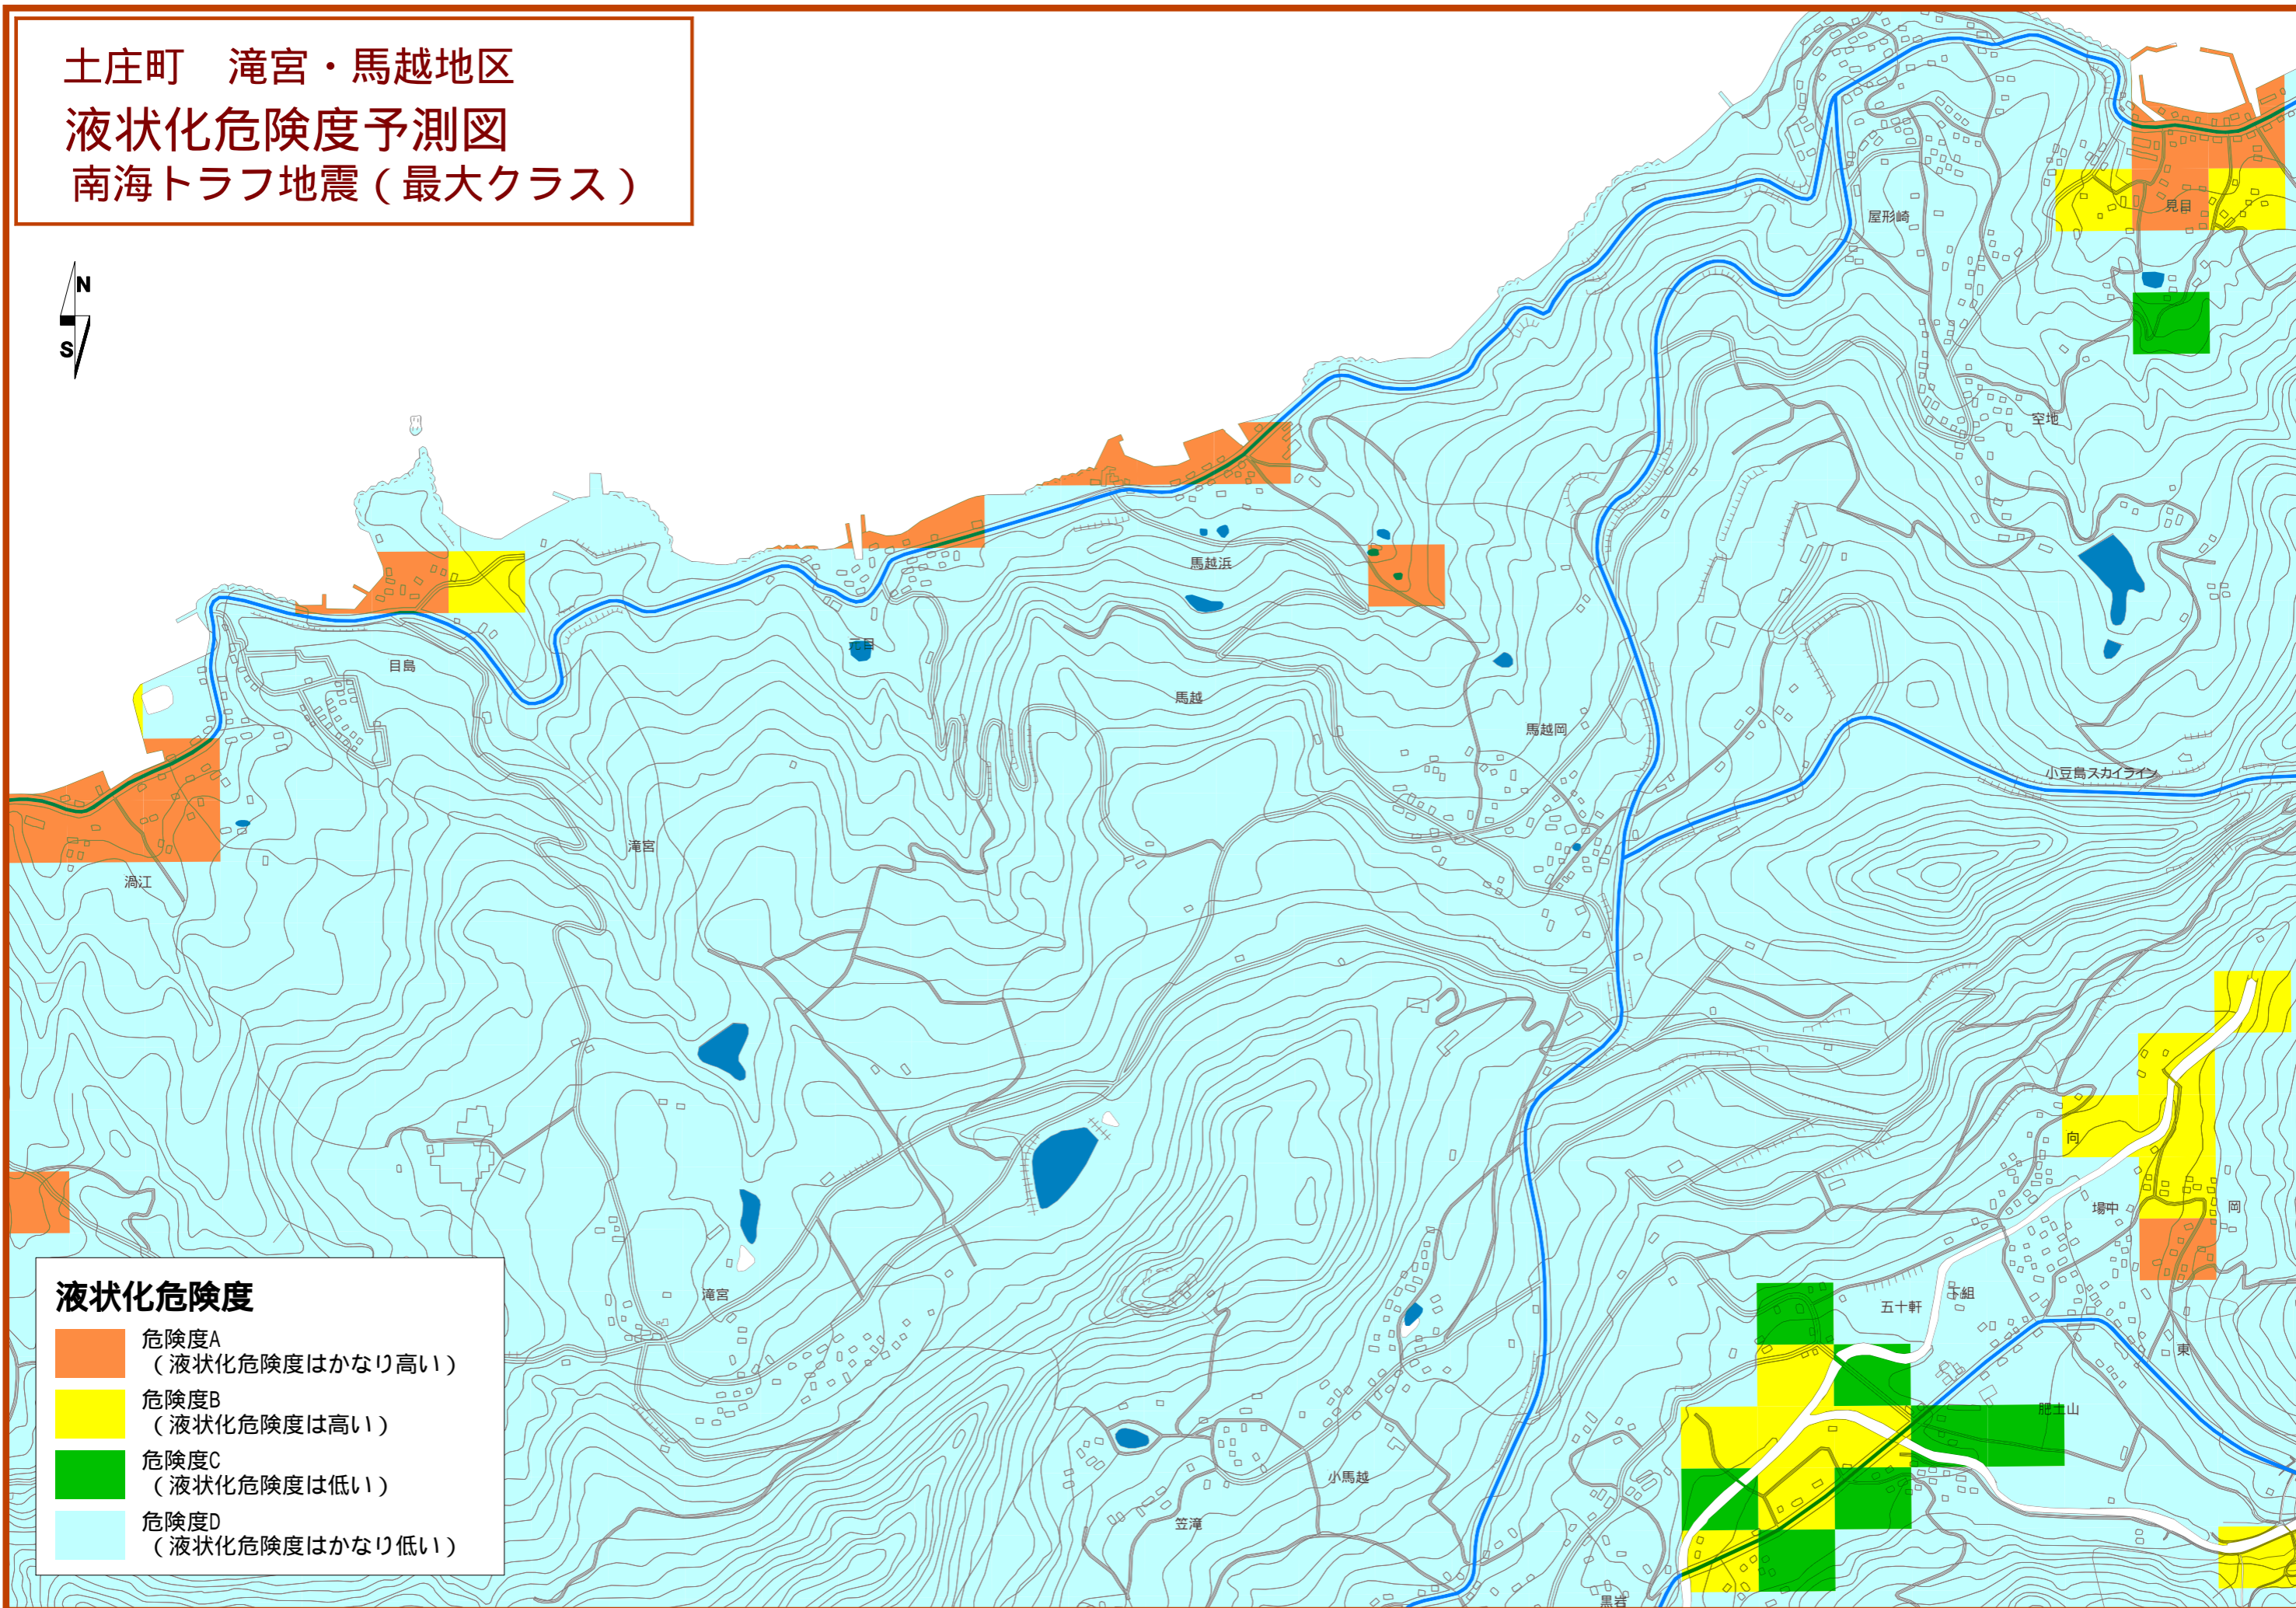 土庄町　滝宮・馬越地区
液状化危険度予測図
南海トラフ地震（最大クラス）
N
S
屋形崎
見目
空地
馬越浜
元目
目島
馬越
馬越岡
小豆島スカイライン
滝宮
渦江
向
場中
岡
滝宮
五十軒
下組
東
肥土山
小馬越
笠滝
黒岩
液状化危険度
危険度A
（液状化危険度はかなり高い）
危険度B
（液状化危険度は高い）
危険度C
（液状化危険度は低い）
危険度D
（液状化危険度はかなり低い）